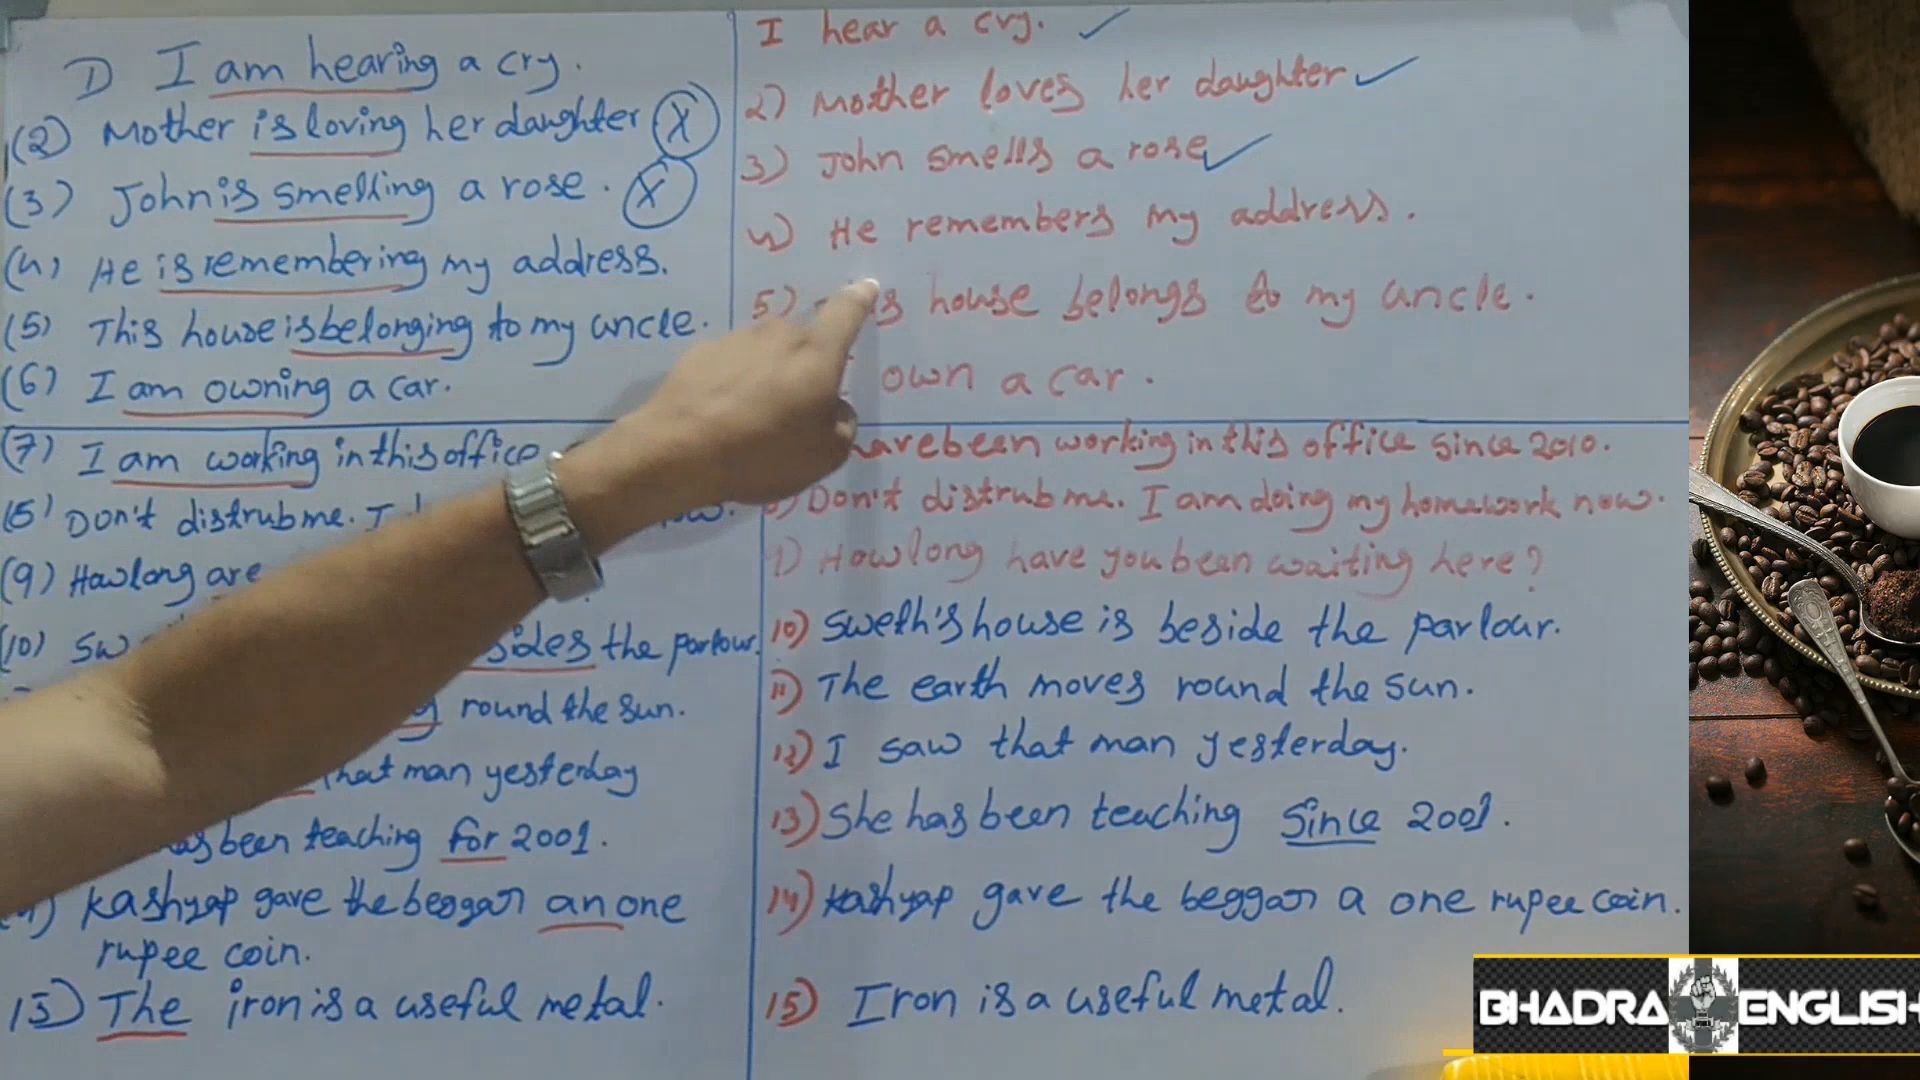 1) I am hearing a cry.
(2) Mother is loving her daughter X
(3) John is smelling a rose. X
(4) He is remembering my address.
(5) This house is belonging to my uncle.
(6) I am owning a car.
(7) I am working in this office
(5) Don't distrub me. I now.
(9) How long are
(10) Sw sides the parlour.
round the sun.
that man yesterday
has been teaching for 2001.
Kashyap gave the beggar an one
rupee coin.
15) The iron is a useful metal.
I hear a cry. ✓
2) Mother loves her daughter ✓
3) John smells a rose ✓
4) He remembers my address.
5) house belongs to my uncle.
own a car.
have been working in this office since 2010.
Don't distrub me. I am doing my homework now.
How long have you been waiting here?
10) Sweth's house is beside the parlour.
11) The earth moves round the sun.
12) I saw that man yesterday.
13) She has been teaching since 2001.
14) Kashyap gave the beggar a one rupee coin.
15) Iron is a useful metal.
BHADRA ENGLISH